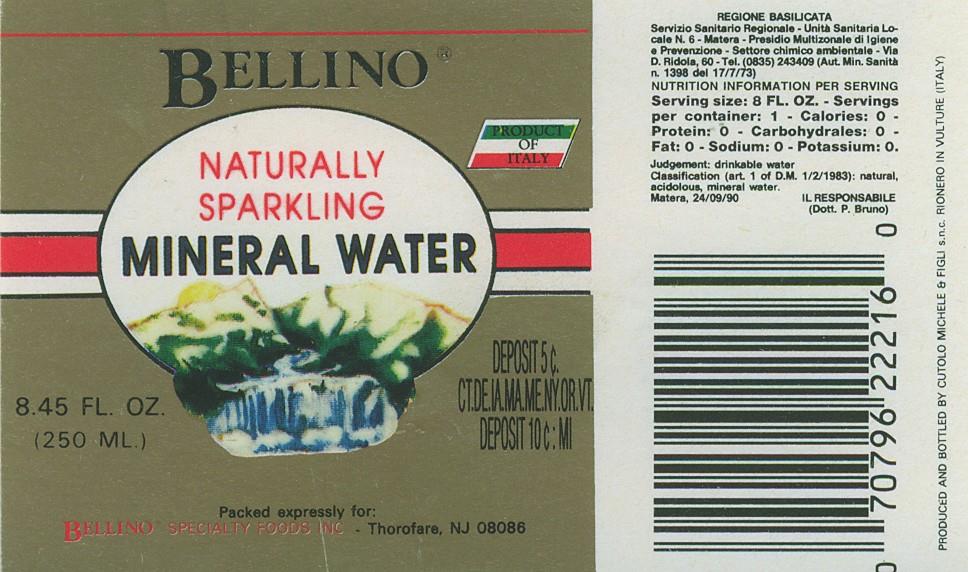 BELLINO ®
PRODUCT
OF
ITALY
NATURALLY
SPARKLING
MINERAL WATER
8.45 FL. OZ.
(250 ML.)
DEPOSIT 5¢.
CT.DE.IA.MA.ME.NY.OR.VT.
DEPOSIT 10¢: MI
Packed expressly for:
BELLINO SPECIALTY FOODS INC - Thorofare, NJ 08086
REGIONE BASILICATA
Servizio Sanitario Regionale - Unità Sanitaria Lo-
cale N. 6 - Matera - Presidio Multizonale di Igiene
e Prevenzione - Settore chimico ambientale - Via
D. Ridola, 60 - Tel. (0835) 243409 (Aut. Min. Sanità
n. 1398 del 17/7/73)
NUTRITION INFORMATION PER SERVING
Serving size: 8 FL. OZ. - Servings
per container: 1 - Calories: 0 -
Protein: 0 - Carbohydrales: 0 -
Fat: 0 - Sodium: 0 - Potassium: 0.
Judgement: drinkable water
Classification (art. 1 of D.M. 1/2/1983): natural,
acidolous, mineral water.
Matera, 24/09/90 IL RESPONSABILE
(Dott. P. Bruno)
0 70796 22216 0
PRODUCED AND BOTTLED BY CUTOLO MICHELE & FIGLI s.n.c. RIONERO IN VULTURE (ITALY)